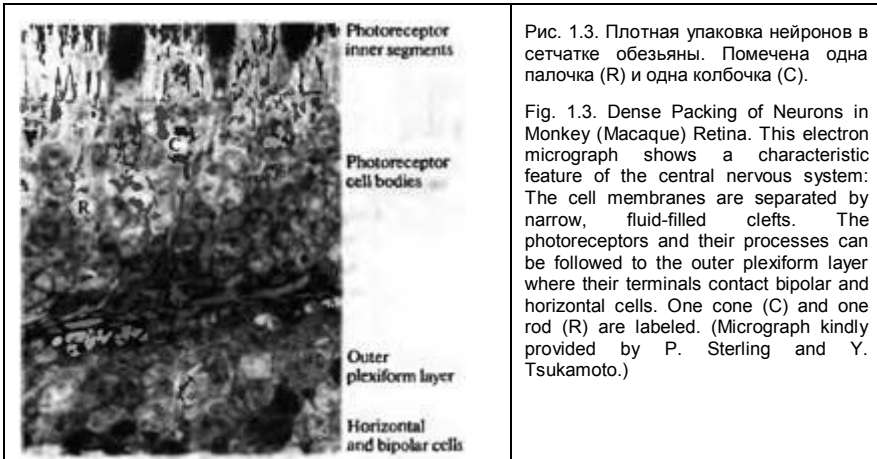 Photoreceptor
inner segments
C
Photoreceptor
cell bodies
R
Outer
plexiform layer
Horizontal
and bipolar cells
Рис. 1.3. Плотная упаковка нейронов в
сетчатке обезьяны. Помечена одна
палочка (R) и одна колбочка (C).
Fig. 1.3. Dense Packing of Neurons in
Monkey (Macaque) Retina. This electron
micrograph shows a characteristic
feature of the central nervous system:
The cell membranes are separated by
narrow, fluid-filled clefts. The
photoreceptors and their processes can
be followed to the outer plexiform layer
where their terminals contact bipolar and
horizontal cells. One cone (C) and one
rod (R) are labeled. (Micrograph kindly
provided by P. Sterling and Y.
Tsukamoto.)